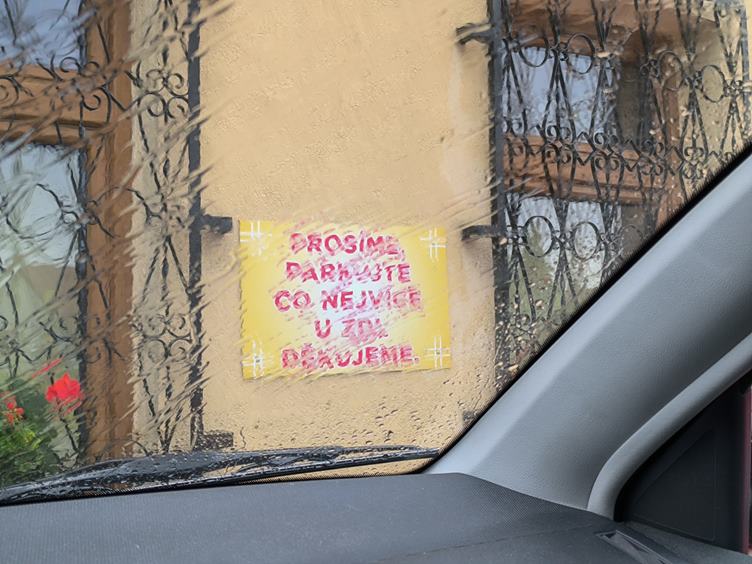 PROSÍME,
PARKUJTE
CO NEJVÍCE
U ZDI.
DĚKUJEME.